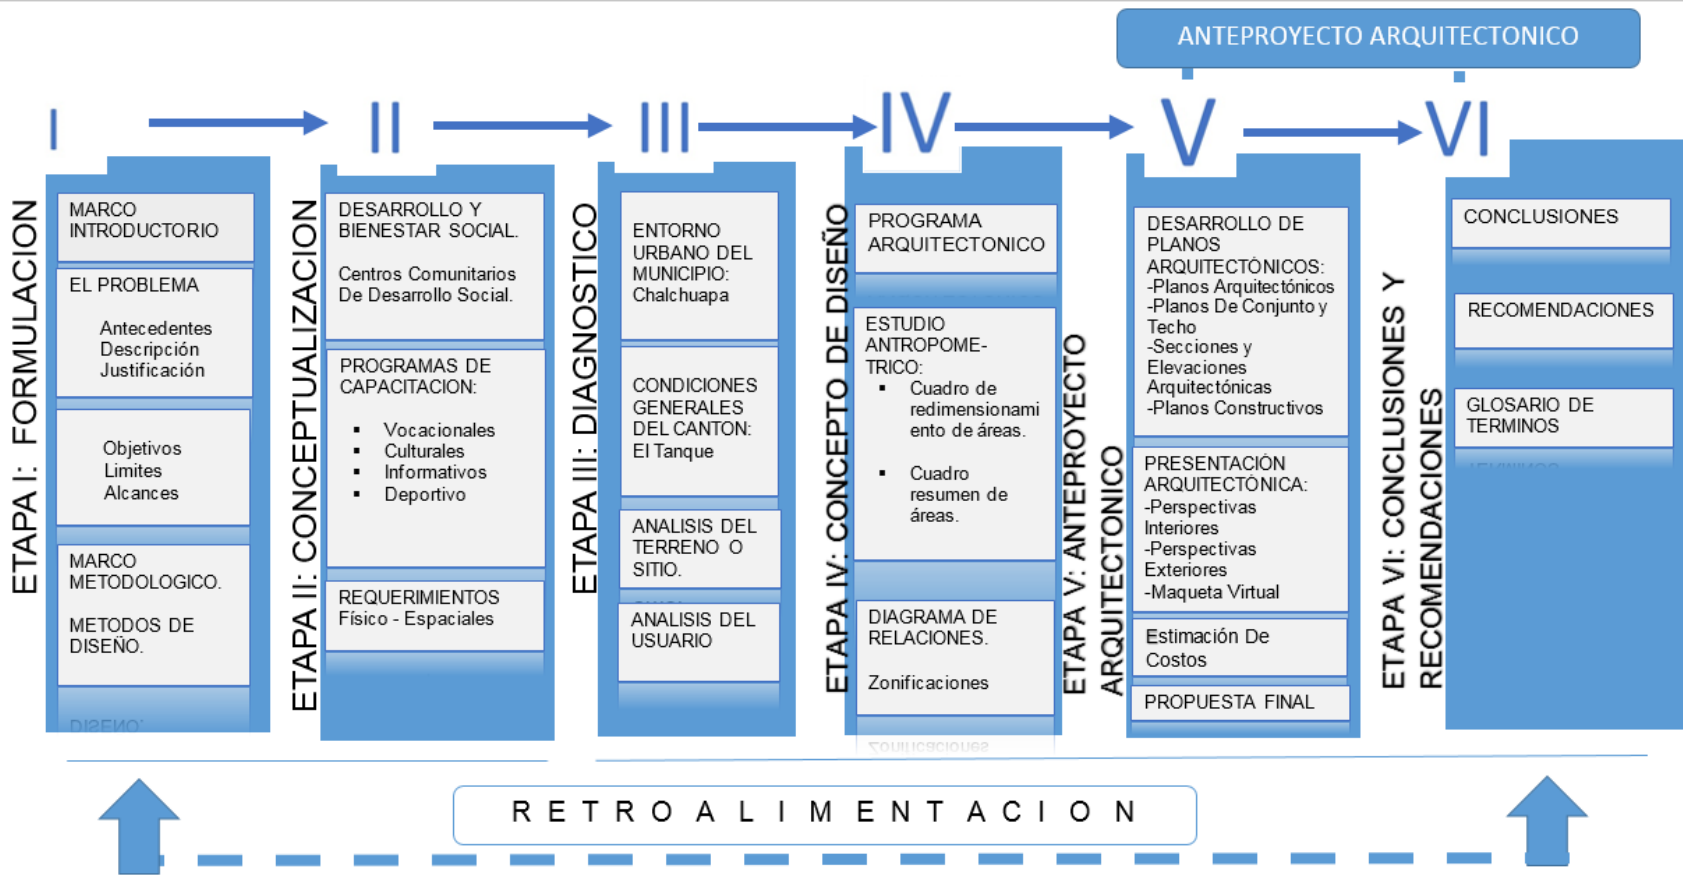 ANTEPROYECTO ARQUITECTONICO
I
II
III
IV
V
VI
ETAPA I: FORMULACION
MARCO
INTRODUCTORIO
EL PROBLEMA
Antecedentes
Descripción
Justificación
Objetivos
Limites
Alcances
MARCO
METODOLOGICO.
METODOS DE
DISEÑO.
ETAPA II: CONCEPTUALIZACION
DESARROLLO Y
BIENESTAR SOCIAL.
Centros Comunitarios
De Desarrollo Social.
PROGRAMAS DE
CAPACITACION:
▪ Vocacionales
▪ Culturales
▪ Informativos
▪ Deportivo
REQUERIMIENTOS
Físico - Espaciales
ETAPA III: DIAGNOSTICO
ENTORNO
URBANO DEL
MUNICIPIO:
Chalchuapa
CONDICIONES
GENERALES
DEL CANTON:
El Tanque
ANALISIS DEL
TERRENO O
SITIO.
ANALISIS DEL
USUARIO
ETAPA IV: CONCEPTO DE DISEÑO
PROGRAMA
ARQUITECTONICO
ESTUDIO
ANTROPOME-
TRICO:
▪ Cuadro de
redimensionami
ento de áreas.
▪ Cuadro
resumen de
áreas.
DIAGRAMA DE
RELACIONES.
Zonificaciones
ETAPA V: ANTEPROYECTO
ARQUITECTONICO
DESARROLLO DE
PLANOS
ARQUITECTÓNICOS:
-Planos Arquitectónicos
-Planos De Conjunto y
Techo
-Secciones y
Elevaciones
Arquitectónicas
-Planos Constructivos
PRESENTACIÓN
ARQUITECTÓNICA:
-Perspectivas
Interiores
-Perspectivas
Exteriores
-Maqueta Virtual
Estimación De
Costos
PROPUESTA FINAL
ETAPA VI: CONCLUSIONES Y
RECOMENDACIONES
CONCLUSIONES
RECOMENDACIONES
GLOSARIO DE
TERMINOS
RETROALIMENTACION